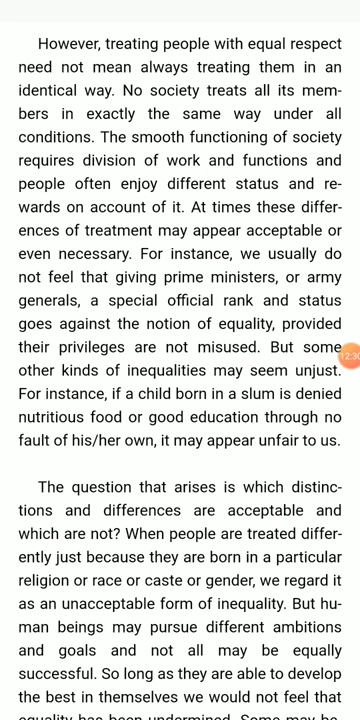 However, treating people with equal respect
need not mean always treating them in an
identical way. No society treats all its mem-
bers in exactly the same way under all
conditions. The smooth functioning of society
requires division of work and functions and
people often enjoy different status and re-
wards on account of it. At times these differ-
ences of treatment may appear acceptable or
even necessary. For instance, we usually do
not feel that giving prime ministers, or army
generals, a special official rank and status
goes against the notion of equality, provided
their privileges are not misused. But some
12:30
other kinds of inequalities may seem unjust.
For instance, if a child born in a slum is denied
nutritious food or good education through no
fault of his/her own, it may appear unfair to us.
The question that arises is which distinc-
tions and differences are acceptable and
which are not? When people are treated differ-
ently just because they are born in a particular
religion or race or caste or gender, we regard it
as an unacceptable form of inequality. But hu-
man beings may pursue different ambitions
and goals and not all may be equally
successful. So long as they are able to develop
the best in themselves we would not feel that
equality has been undermined. Some may be